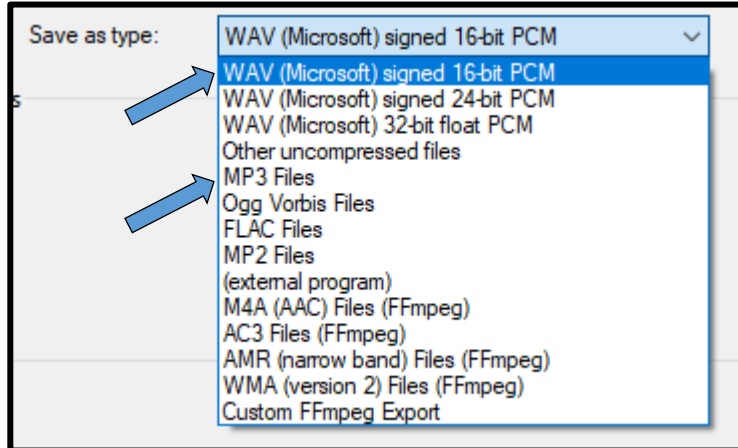 Save as type: WAV (Microsoft) signed 16-bit PCM
WAV (Microsoft) signed 16-bit PCM
s
WAV (Microsoft) signed 24-bit PCM
WAV (Microsoft) 32-bit float PCM
Other uncompressed files
MP3 Files
Ogg Vorbis Files
FLAC Files
MP2 Files
(external program)
M4A (AAC) Files (FFmpeg)
AC3 Files (FFmpeg)
AMR (narrow band) Files (FFmpeg)
WMA (version 2) Files (FFmpeg)
Custom FFmpeg Export